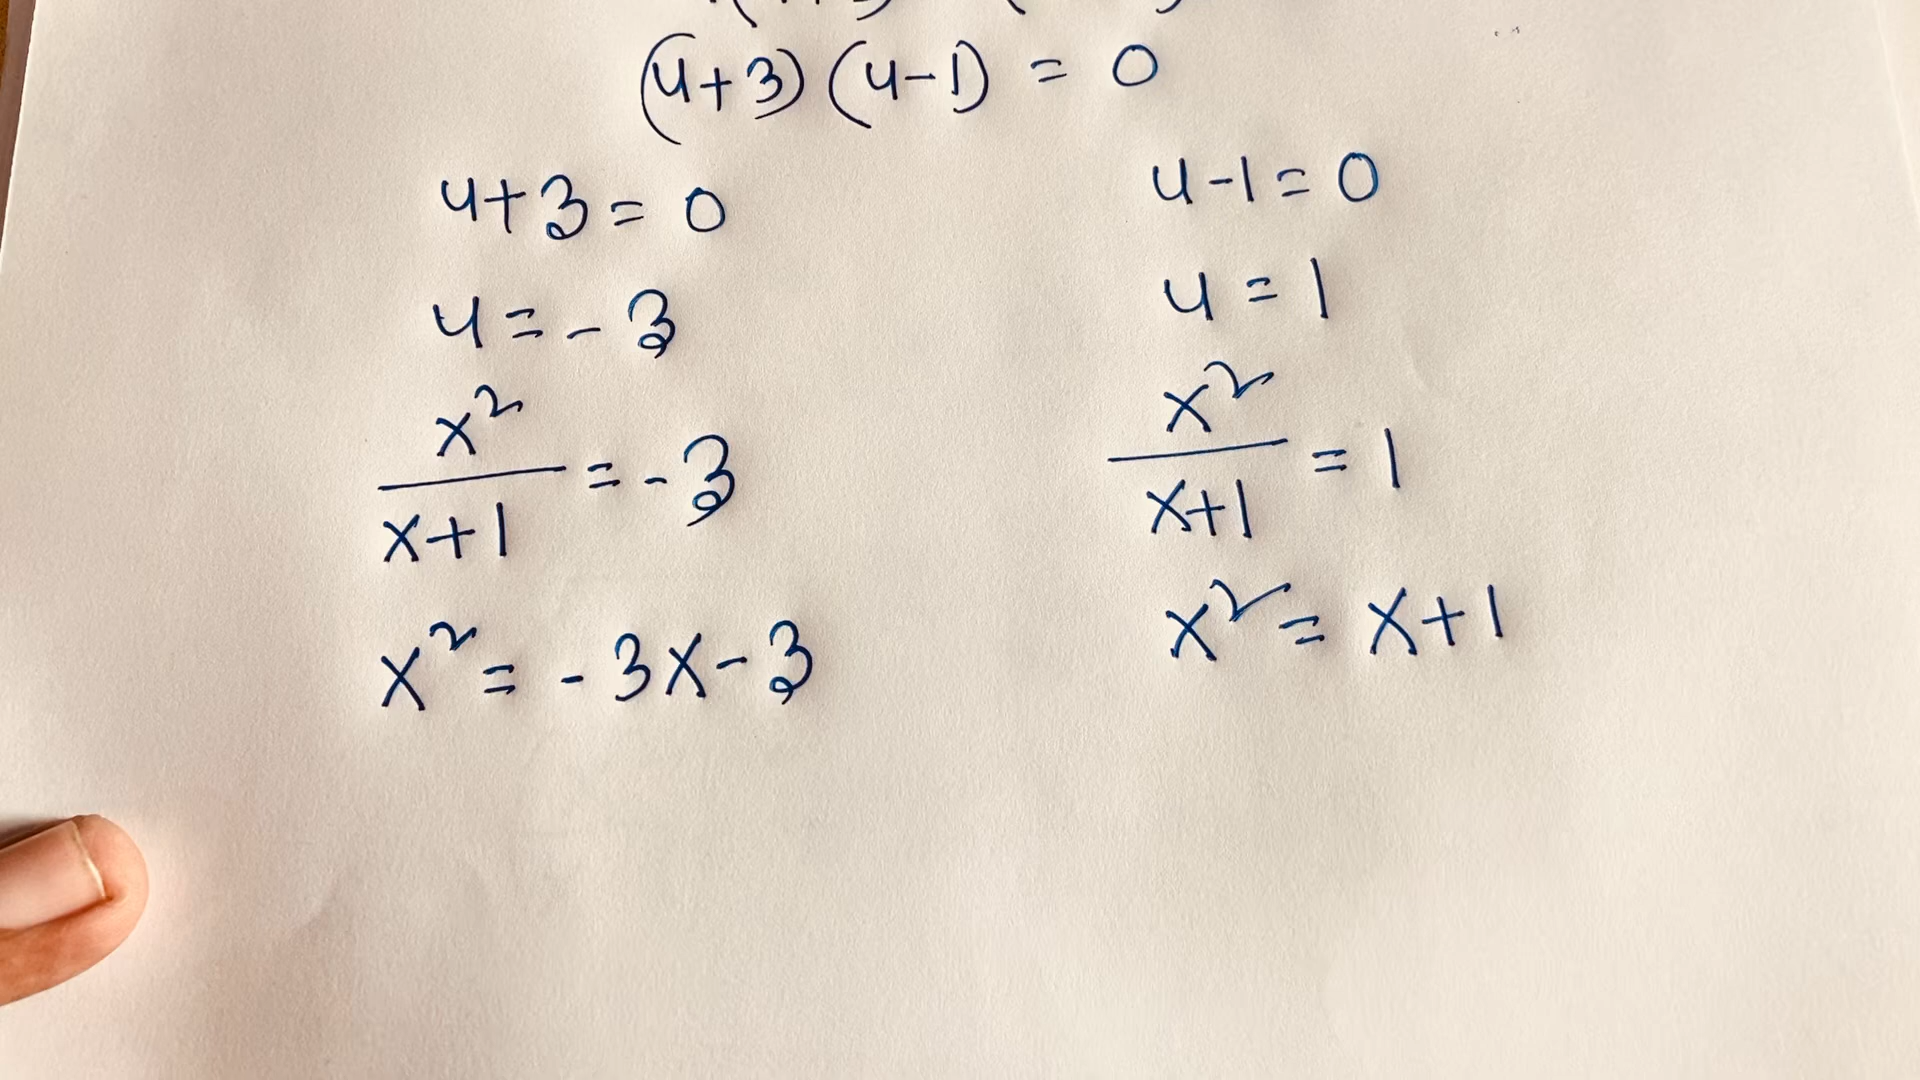 (u+3)(u-1) = 0
u+3=0
u=-3
x²/(x+1) = -3
x² = -3x-3
u-1=0
u=1
x²/(x+1) = 1
x² = x+1